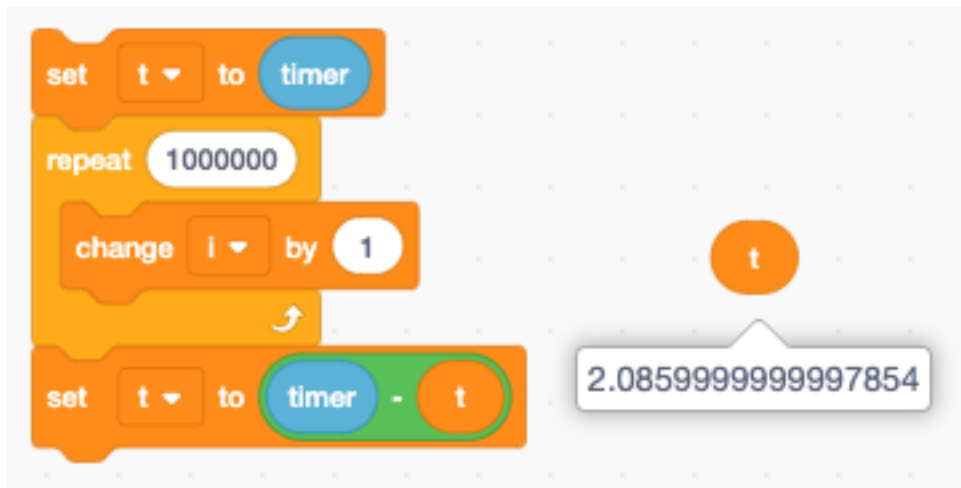 set t to timer
repeat 1000000
change i by 1
t
set t to timer - t
2.0859999999997854